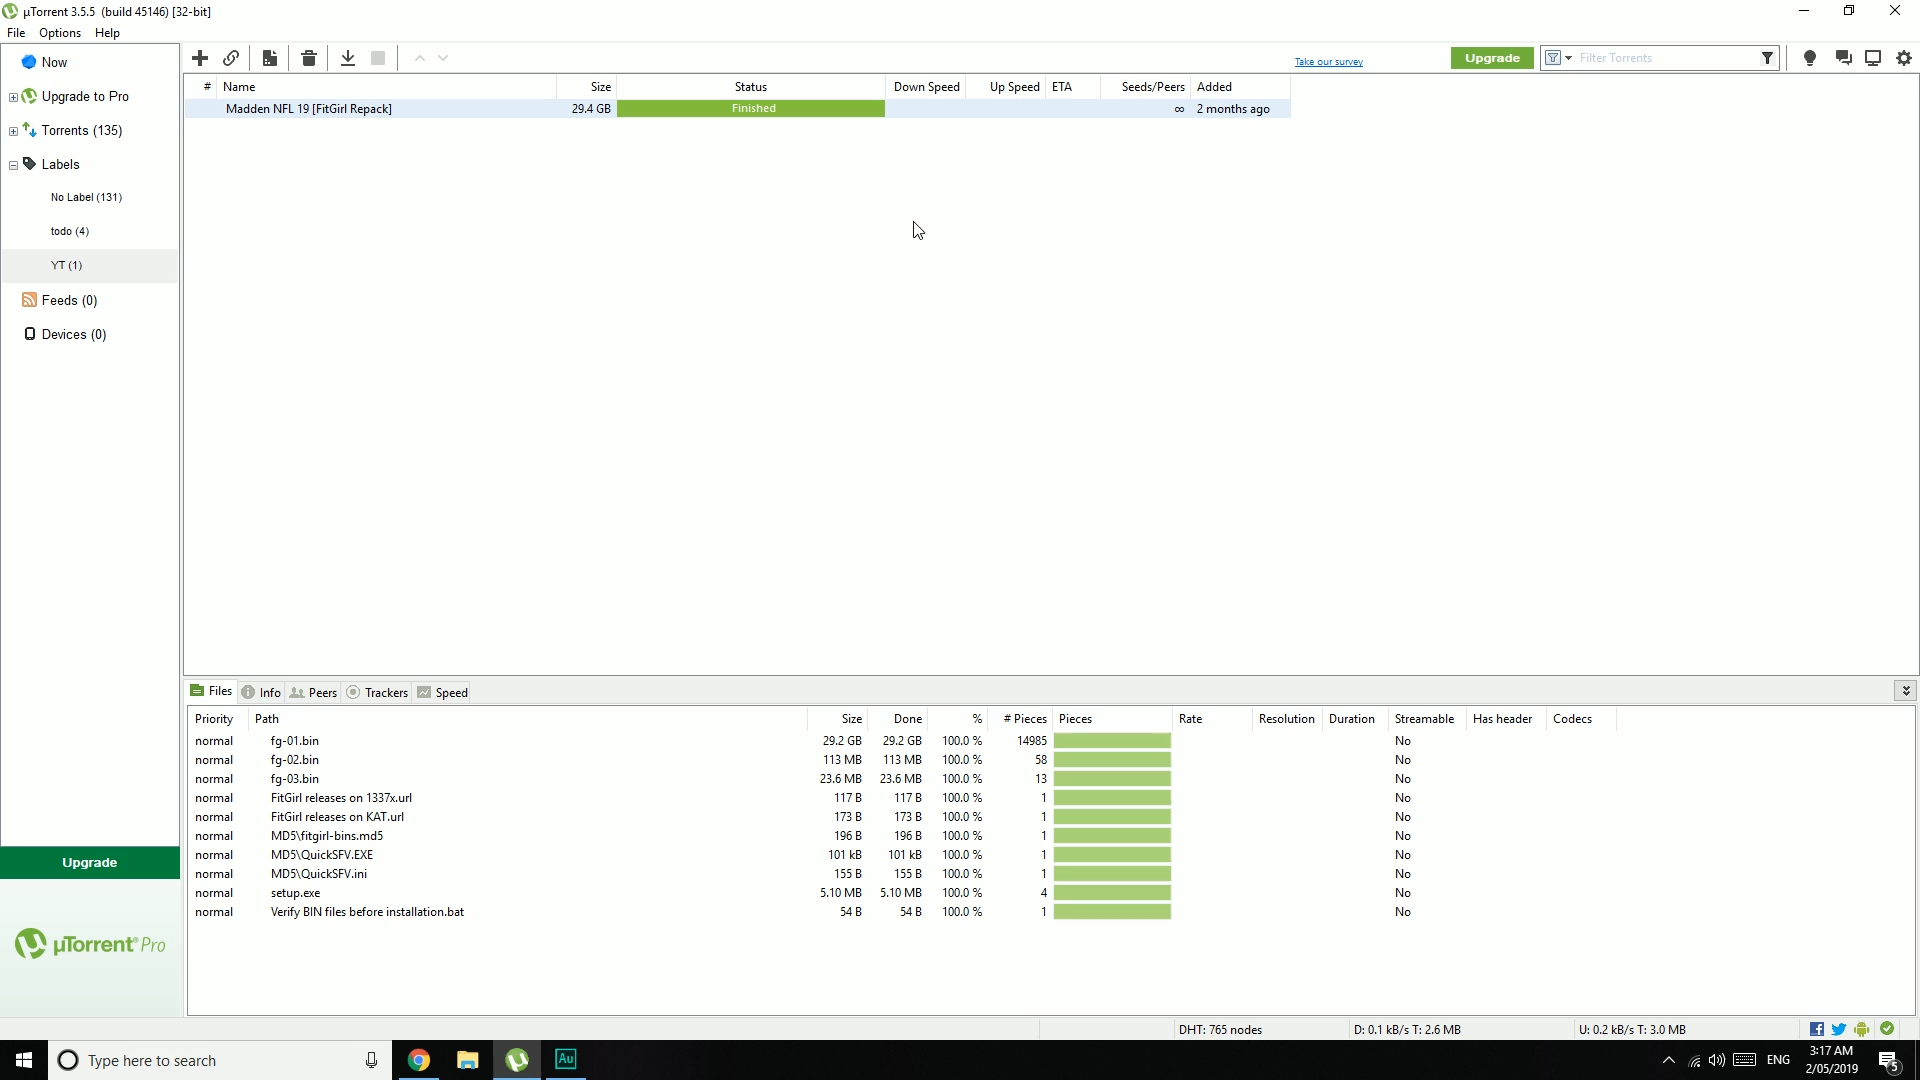 µTorrent 3.5.5 (build 45146) [32-bit]
File Options Help
Now
Upgrade to Pro
Torrents (135)
Labels
No Label (131)
todo (4)
YT (1)
Feeds (0)
Devices (0)
Take our survey
Upgrade
Filter Torrents
# Name Size Status Down Speed Up Speed ETA Seeds/Peers Added
Madden NFL 19 [FitGirl Repack] 29.4 GB Finished ∞ 2 months ago
Files Info Peers Trackers Speed
Priority Path Size Done % # Pieces Pieces Rate Resolution Duration Streamable Has header Codecs
normal fg-01.bin 29.2 GB 29.2 GB 100.0 % 14985 No
normal fg-02.bin 113 MB 113 MB 100.0 % 58 No
normal fg-03.bin 23.6 MB 23.6 MB 100.0 % 13 No
normal FitGirl releases on 1337x.url 117 B 117 B 100.0 % 1 No
normal FitGirl releases on KAT.url 173 B 173 B 100.0 % 1 No
normal MD5\fitgirl-bins.md5 196 B 196 B 100.0 % 1 No
normal MD5\QuickSFV.EXE 101 kB 101 kB 100.0 % 1 No
normal MD5\QuickSFV.ini 155 B 155 B 100.0 % 1 No
normal setup.exe 5.10 MB 5.10 MB 100.0 % 4 No
normal Verify BIN files before installation.bat 54 B 54 B 100.0 % 1 No
Upgrade
µTorrent® Pro
DHT: 765 nodes D: 0.1 kB/s T: 2.6 MB U: 0.2 kB/s T: 3.0 MB
Type here to search
Au
ENG
3:17 AM
2/05/2019
5